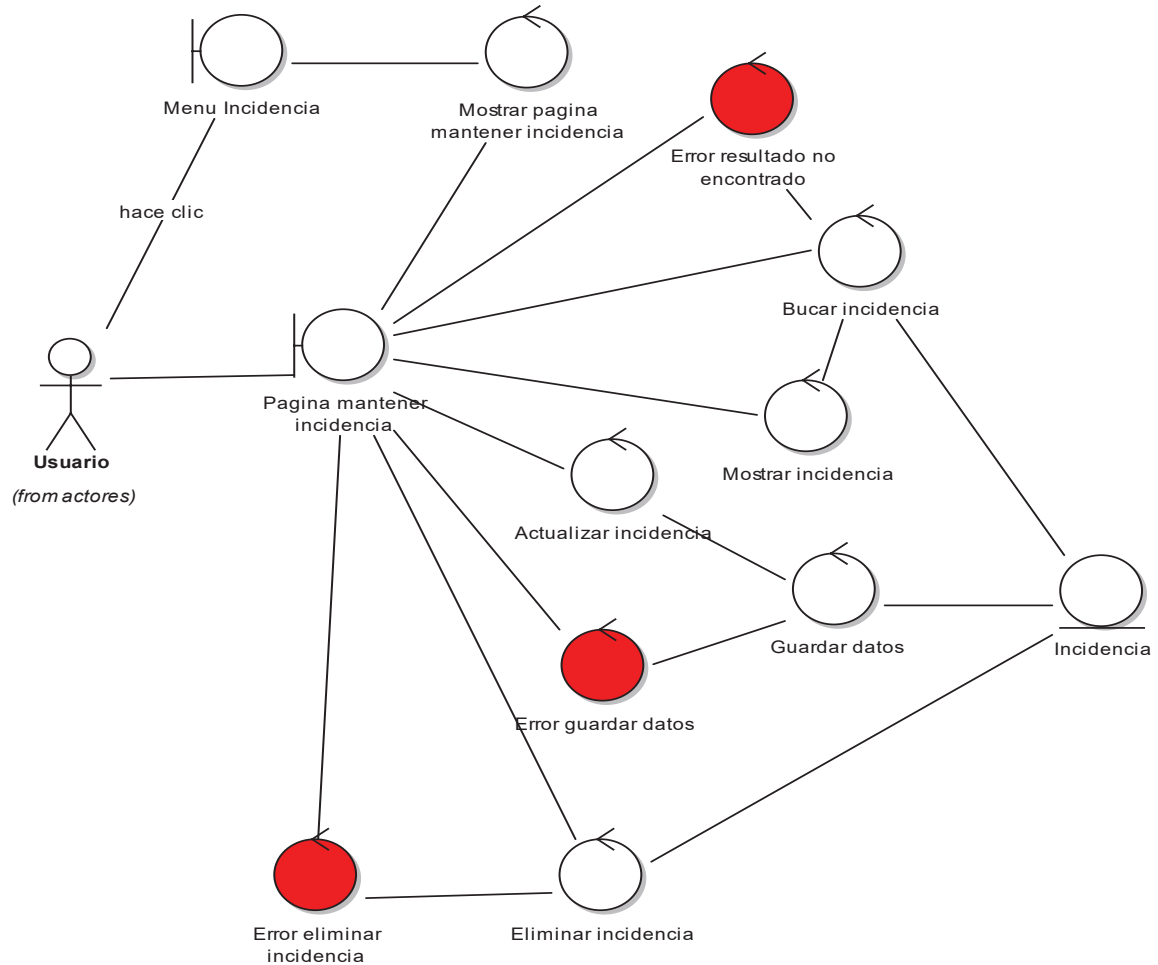 Menu Incidencia
Mostrar pagina
mantener incidencia
Error resultado no
encontrado
hace clic
Bucar incidencia
Pagina mantener
incidencia
Usuario
(from actores)
Mostrar incidencia
Actualizar incidencia
Guardar datos
Incidencia
Error guardar datos
Error eliminar
incidencia
Eliminar incidencia